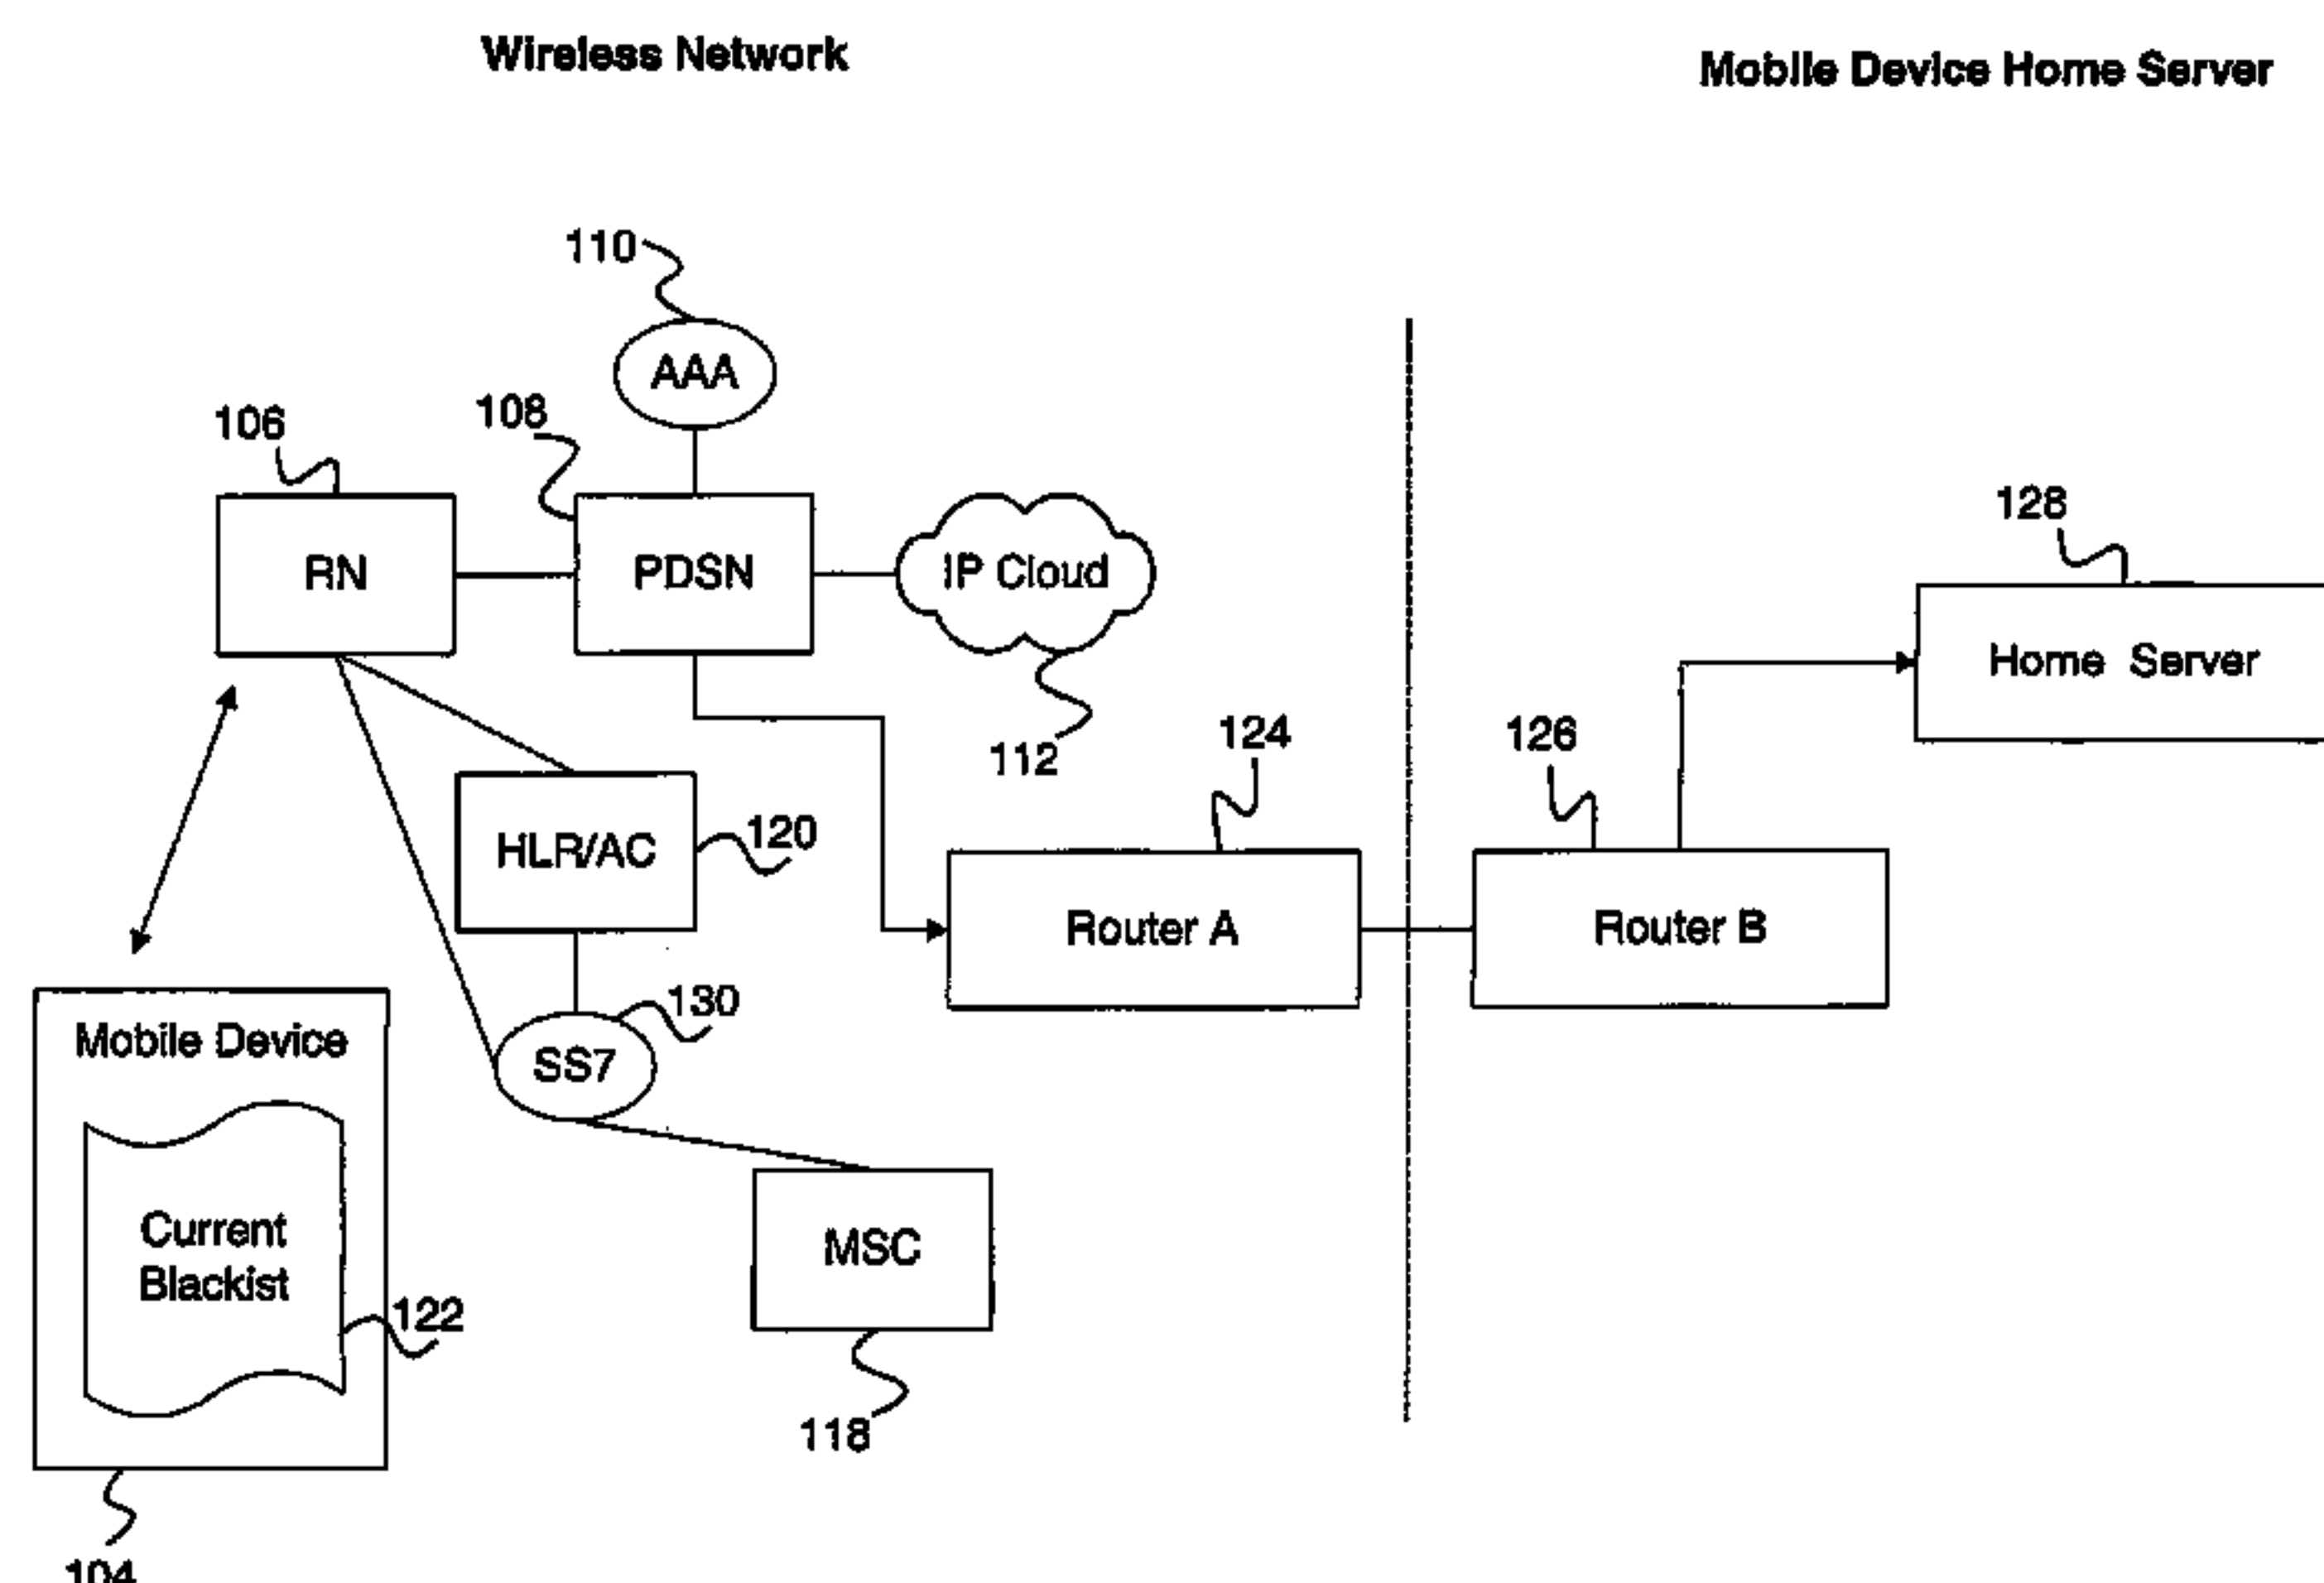 Wireless Network
Mobile Device Home Server
110
AAA
106
108
RN
PDSN
IP Cloud
112
128
Home Server
124
126
HLR/AC
120
Router A
Router B
130
SS7
Mobile Device
Current
Blackist
122
MSC
118
104